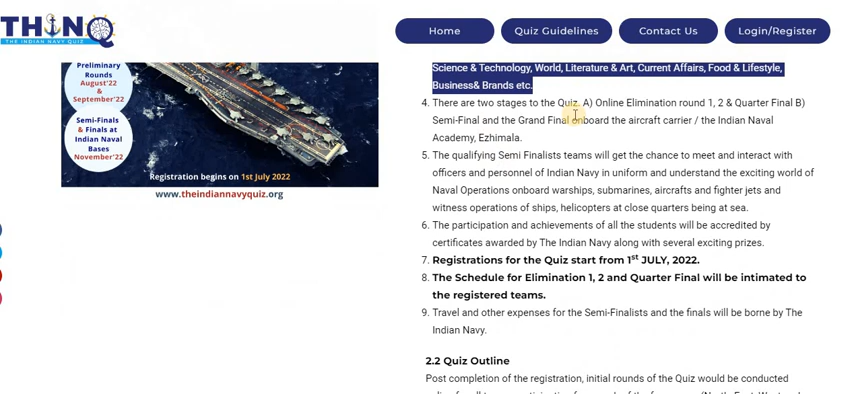 THINQ
THE INDIAN NAVY QUIZ
Home
Quiz Guidelines
Contact Us
Login/Register
Preliminary
Rounds
August'22
&
September'22
Semi-Finals
& Finals at
Indian Naval
Bases
November'22
Registration begins on 1st July 2022
www.theindiannavyquiz.org
Science & Technology, World, Literature & Art, Current Affairs, Food & Lifestyle,
Business& Brands etc.
4. There are two stages to the Quiz. A) Online Elimination round 1, 2 & Quarter Final B)
Semi-Final and the Grand Final onboard the aircraft carrier / the Indian Naval
Academy, Ezhimala.
5. The qualifying Semi Finalists teams will get the chance to meet and interact with
officers and personnel of Indian Navy in uniform and understand the exciting world of
Naval Operations onboard warships, submarines, aircrafts and fighter jets and
witness operations of ships, helicopters at close quarters being at sea.
6. The participation and achievements of all the students will be accredited by
certificates awarded by The Indian Navy along with several exciting prizes.
7. Registrations for the Quiz start from 1st JULY, 2022.
8. The Schedule for Elimination 1, 2 and Quarter Final will be intimated to
the registered teams.
9. Travel and other expenses for the Semi-Finalists and the finals will be borne by The
Indian Navy.
2.2 Quiz Outline
Post completion of the registration, initial rounds of the Quiz would be conducted